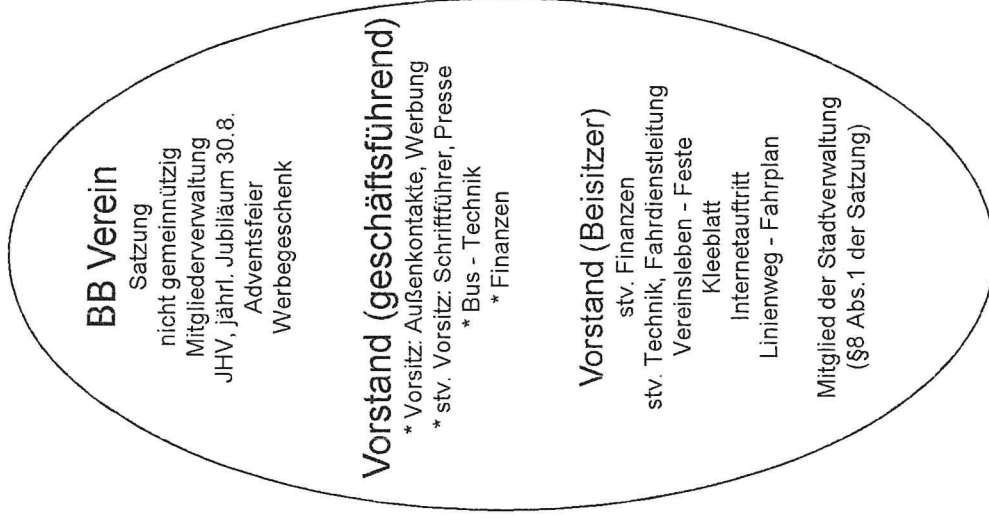 BB Verein
Satzung
nicht gemeinnützig
Mitgliederverwaltung
JHV, jährl. Jubiläum 30.8.
Adventsfeier
Werbegeschenk
Vorstand (geschäftsführend)
* Vorsitz: Außenkontakte, Werbung
* stv. Vorsitz: Schriftführer, Presse
* Bus - Technik
* Finanzen
Vorstand (Beisitzer)
stv. Finanzen
stv. Technik, Fahrdienstleitung
Vereinsleben - Feste
Kleeblatt
Internetauftritt
Linienweg - Fahrplan
Mitglied der Stadtverwaltung
(§8 Abs.1 der Satzung)